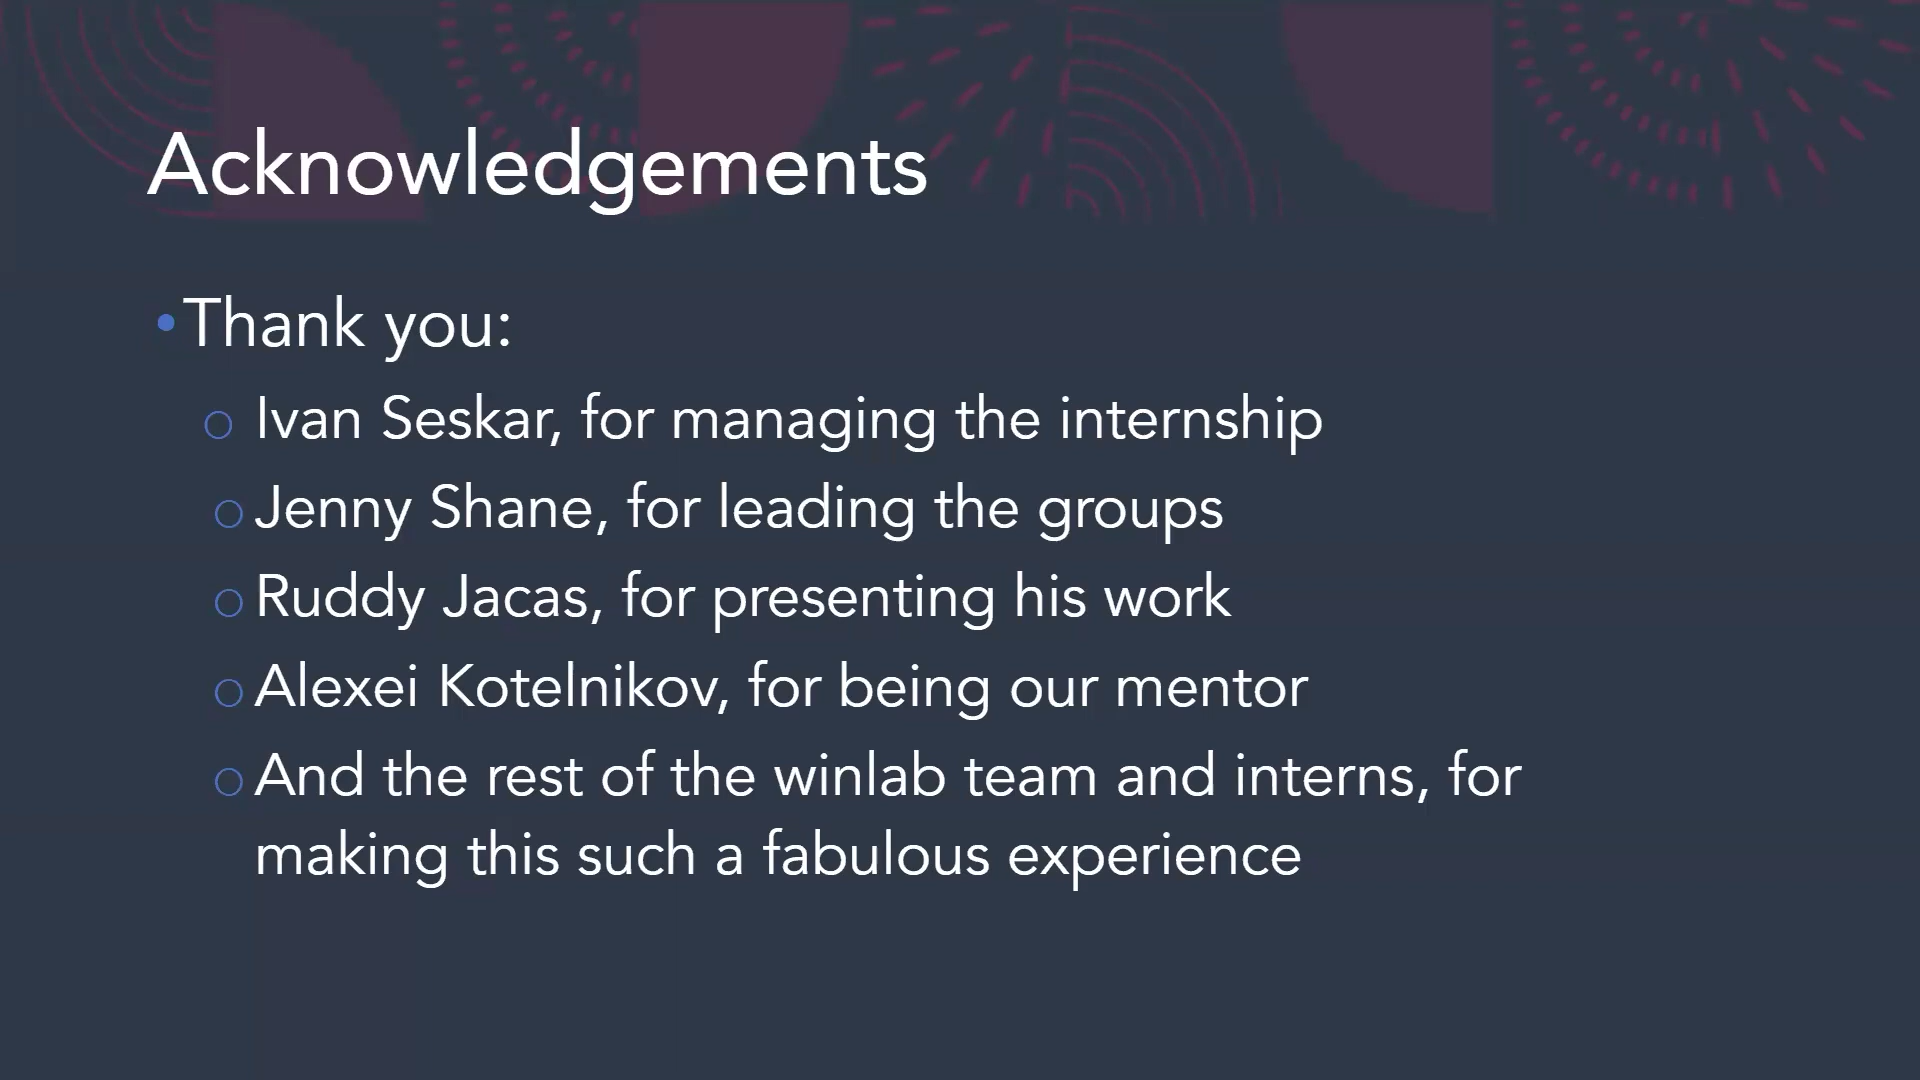 Acknowledgements
•Thank you:
o Ivan Seskar, for managing the internship
o Jenny Shane, for leading the groups
o Ruddy Jacas, for presenting his work
o Alexei Kotelnikov, for being our mentor
o And the rest of the winlab team and interns, for
making this such a fabulous experience